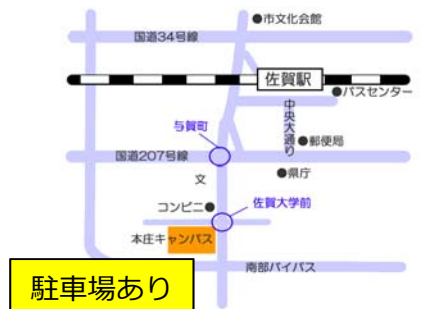 ●市文化会館
国道34号線
佐賀駅
●バスセンター
中央大通り
与賀町
●郵便局
国道207号線
●県庁
文
コンビニ●
佐賀大学前
本庄キャンパス
南部バイパス
駐車場あり